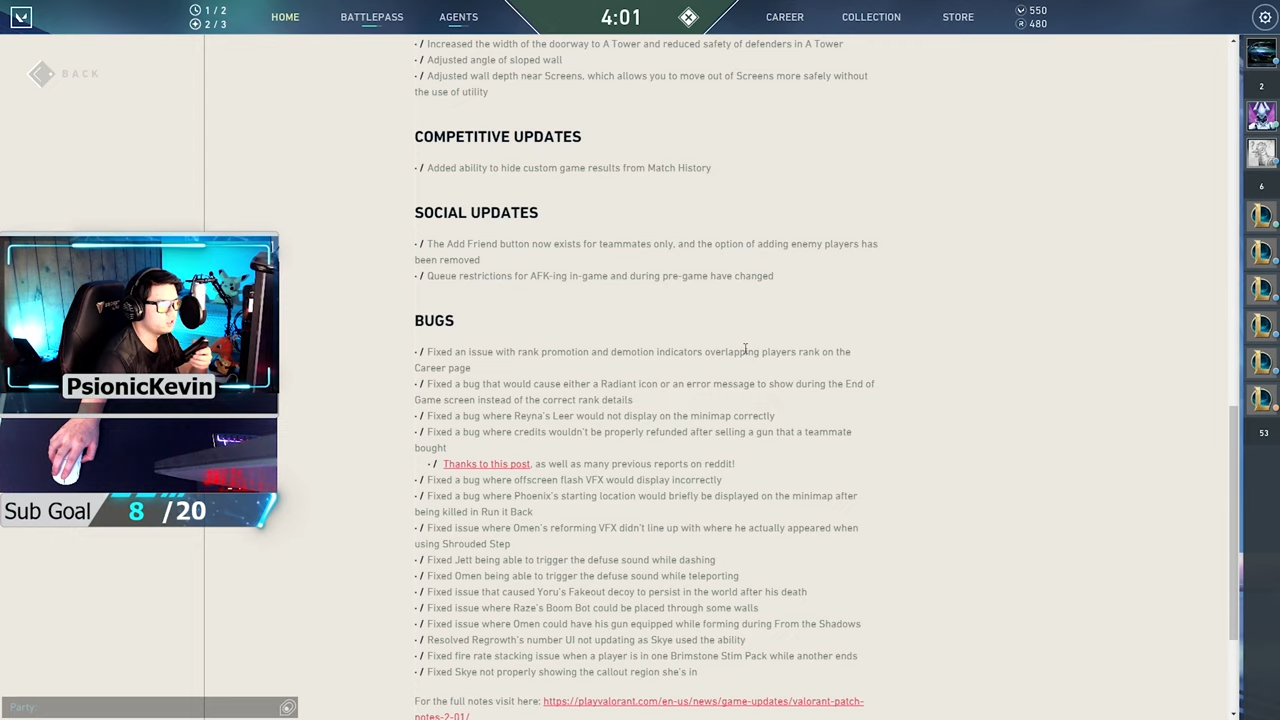 1 / 2
2 / 3
HOME
BATTLEPASS
AGENTS
4:01
CAREER
COLLECTION
STORE
550
480
BACK
· / Increased the width of the doorway to A Tower and reduced safety of defenders in A Tower
· / Adjusted angle of sloped wall
· / Adjusted wall depth near Screens, which allows you to move out of Screens more safely without
the use of utility
COMPETITIVE UPDATES
· / Added ability to hide custom game results from Match History
SOCIAL UPDATES
· / The Add Friend button now exists for teammates only, and the option of adding enemy players has
been removed
· / Queue restrictions for AFK-ing in-game and during pre-game have changed
BUGS
· / Fixed an issue with rank promotion and demotion indicators overlapping players rank on the
Career page
· / Fixed a bug that would cause either a Radiant icon or an error message to show during the End of
Game screen instead of the correct rank details
· / Fixed a bug where Reyna's Leer would not display on the minimap correctly
· / Fixed a bug where credits wouldn't be properly refunded after selling a gun that a teammate
bought
· / Thanks to this post, as well as many previous reports on reddit!
· / Fixed a bug where offscreen flash VFX would display incorrectly
· / Fixed a bug where Phoenix's starting location would briefly be displayed on the minimap after
being killed in Run it Back
· / Fixed issue where Omen's reforming VFX didn't line up with where he actually appeared when
using Shrouded Step
· / Fixed Jett being able to trigger the defuse sound while dashing
· / Fixed Omen being able to trigger the defuse sound while teleporting
· / Fixed issue that caused Yoru's Fakeout decoy to persist in the world after his death
· / Fixed issue where Raze's Boom Bot could be placed through some walls
· / Fixed issue where Omen could have his gun equipped while forming during From the Shadows
· / Resolved Regrowth's number UI not updating as Skye used the ability
· / Fixed fire rate stacking issue when a player is in one Brimstone Stim Pack while another ends
· / Fixed Skye not properly showing the callout region she's in
For the full notes visit here: https://playvalorant.com/en-us/news/game-updates/valorant-patch-
notes-2-01/
PsionicKevin
Sub Goal 8 /20
Party:
2
6
53